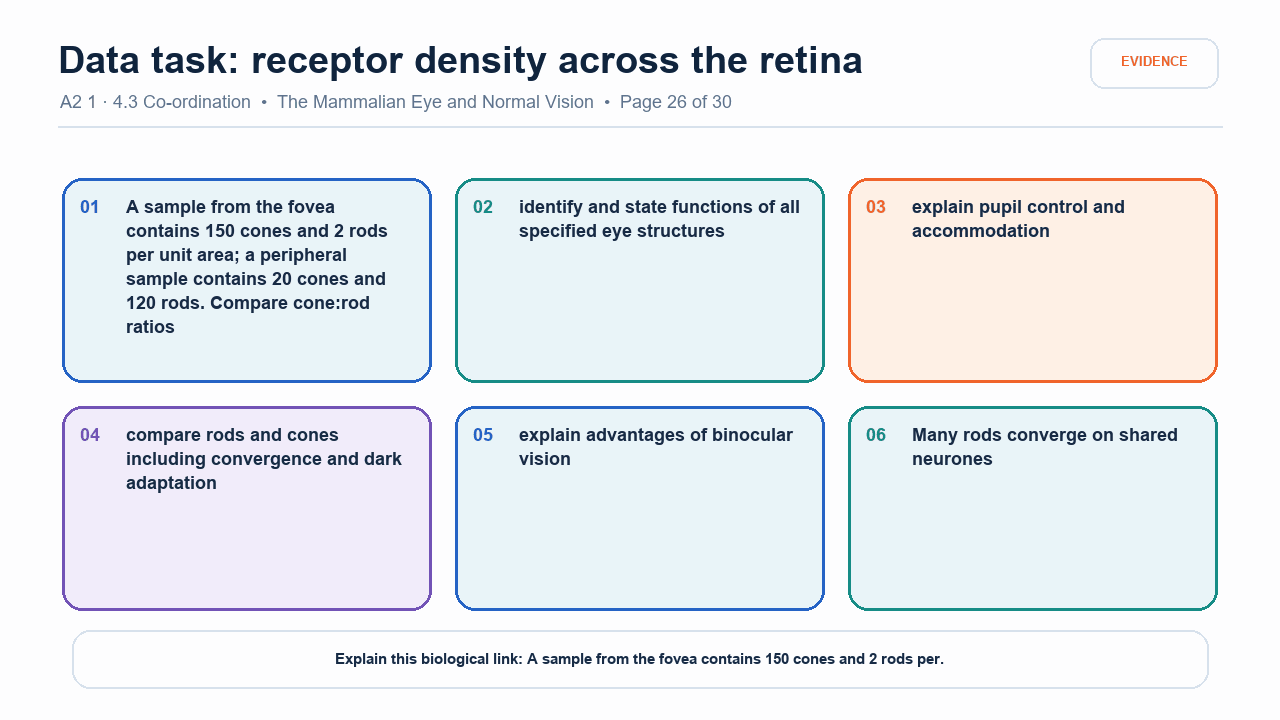 Data task: receptor density across the retina
EVIDENCE
A2 1 · 4.3 Co-ordination • The Mammalian Eye and Normal Vision • Page 26 of 30
01
A sample from the fovea
contains 150 cones and 2 rods
per unit area; a peripheral
sample contains 20 cones and
120 rods. Compare cone:rod
ratios
02
identify and state functions of all
specified eye structures
03
explain pupil control and
accommodation
04
compare rods and cones
including convergence and dark
adaptation
05
explain advantages of binocular
vision
06
Many rods converge on shared
neurones
Explain this biological link: A sample from the fovea contains 150 cones and 2 rods per.